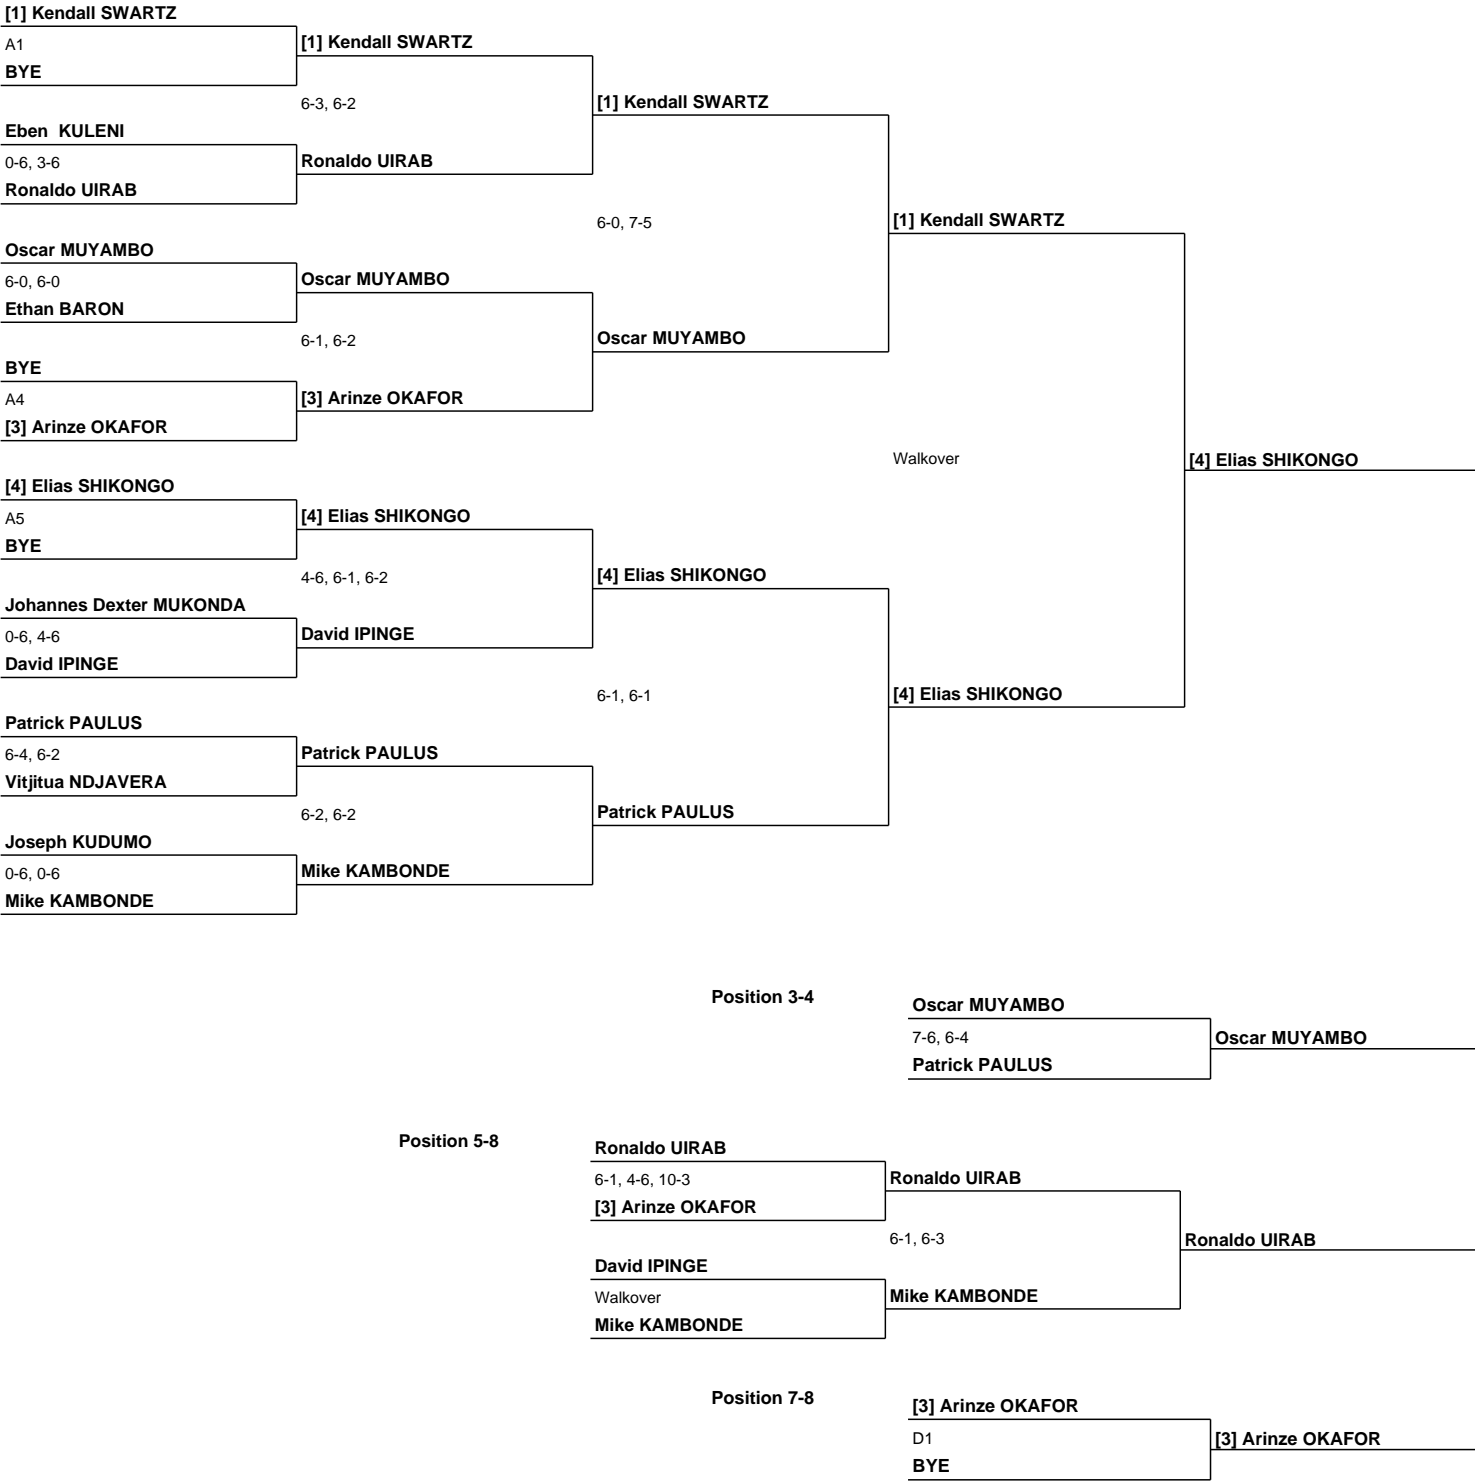 [1] Kendall SWARTZ
A1
[1] Kendall SWARTZ
BYE
6-3, 6-2
[1] Kendall SWARTZ
Eben  KULENI
0-6, 3-6
Ronaldo UIRAB
Ronaldo UIRAB
6-0, 7-5
[1] Kendall SWARTZ
Oscar MUYAMBO
6-0, 6-0
Oscar MUYAMBO
Ethan BARON
6-1, 6-2
Oscar MUYAMBO
BYE
A4
[3] Arinze OKAFOR
[3] Arinze OKAFOR
Walkover
[4] Elias SHIKONGO
[4] Elias SHIKONGO
A5
[4] Elias SHIKONGO
BYE
4-6, 6-1, 6-2
[4] Elias SHIKONGO
Johannes Dexter MUKONDA
0-6, 4-6
David IPINGE
David IPINGE
6-1, 6-1
[4] Elias SHIKONGO
Patrick PAULUS
6-4, 6-2
Patrick PAULUS
Vitjitua NDJAVERA
6-2, 6-2
Patrick PAULUS
Joseph KUDUMO
0-6, 0-6
Mike KAMBONDE
Mike KAMBONDE
Position 3-4
Oscar MUYAMBO
7-6, 6-4
Oscar MUYAMBO
Patrick PAULUS
Position 5-8
Ronaldo UIRAB
6-1, 4-6, 10-3
Ronaldo UIRAB
[3] Arinze OKAFOR
6-1, 6-3
Ronaldo UIRAB
David IPINGE
Walkover
Mike KAMBONDE
Mike KAMBONDE
Position 7-8
[3] Arinze OKAFOR
D1
[3] Arinze OKAFOR
BYE